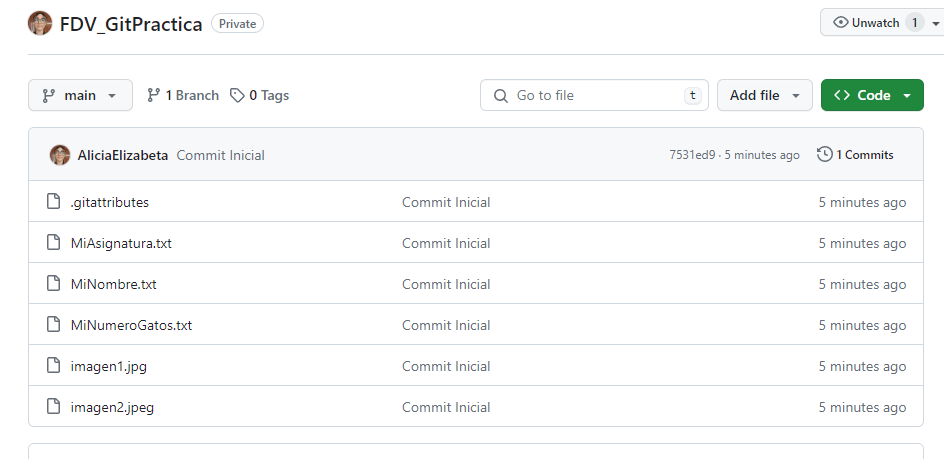 FDV_GitPractica Private Unwatch 1
main 1 Branch 0 Tags Go to file t Add file Code
AliciaElizabeta Commit Inicial 7531ed9 · 5 minutes ago 1 Commits
.gitattributes Commit Inicial 5 minutes ago
MiAsignatura.txt Commit Inicial 5 minutes ago
MiNombre.txt Commit Inicial 5 minutes ago
MiNumeroGatos.txt Commit Inicial 5 minutes ago
imagen1.jpg Commit Inicial 5 minutes ago
imagen2.jpeg Commit Inicial 5 minutes ago